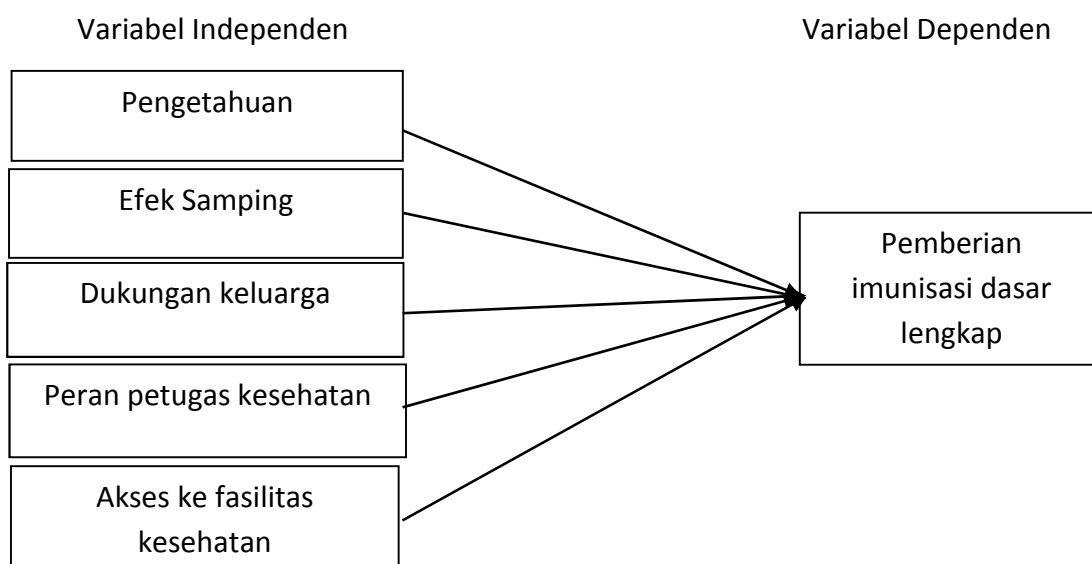 Variabel Independen
Variabel Dependen
Pengetahuan
Efek Samping
Dukungan keluarga
Peran petugas kesehatan
Akses ke fasilitas
kesehatan
Pemberian
imunisasi dasar
lengkap